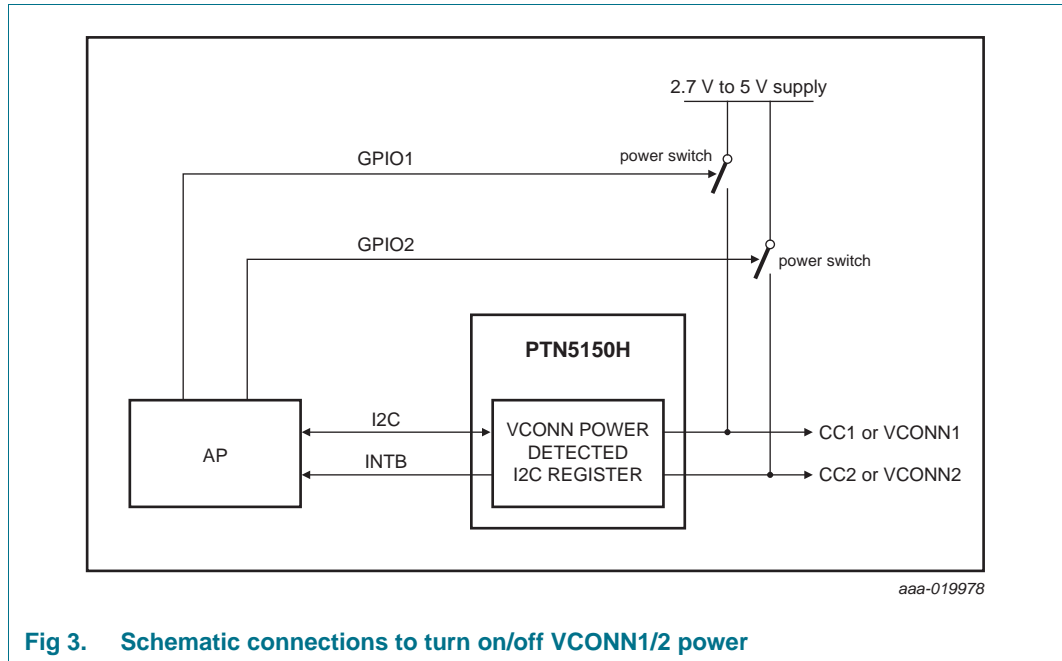 2.7 V to 5 V supply
GPIO1
power switch
GPIO2
power switch
PTN5150H
AP
I2C
INTB
VCONN POWER
DETECTED
I2C REGISTER
CC1 or VCONN1
CC2 or VCONN2
aaa-019978
Fig 3. Schematic connections to turn on/off VCONN1/2 power